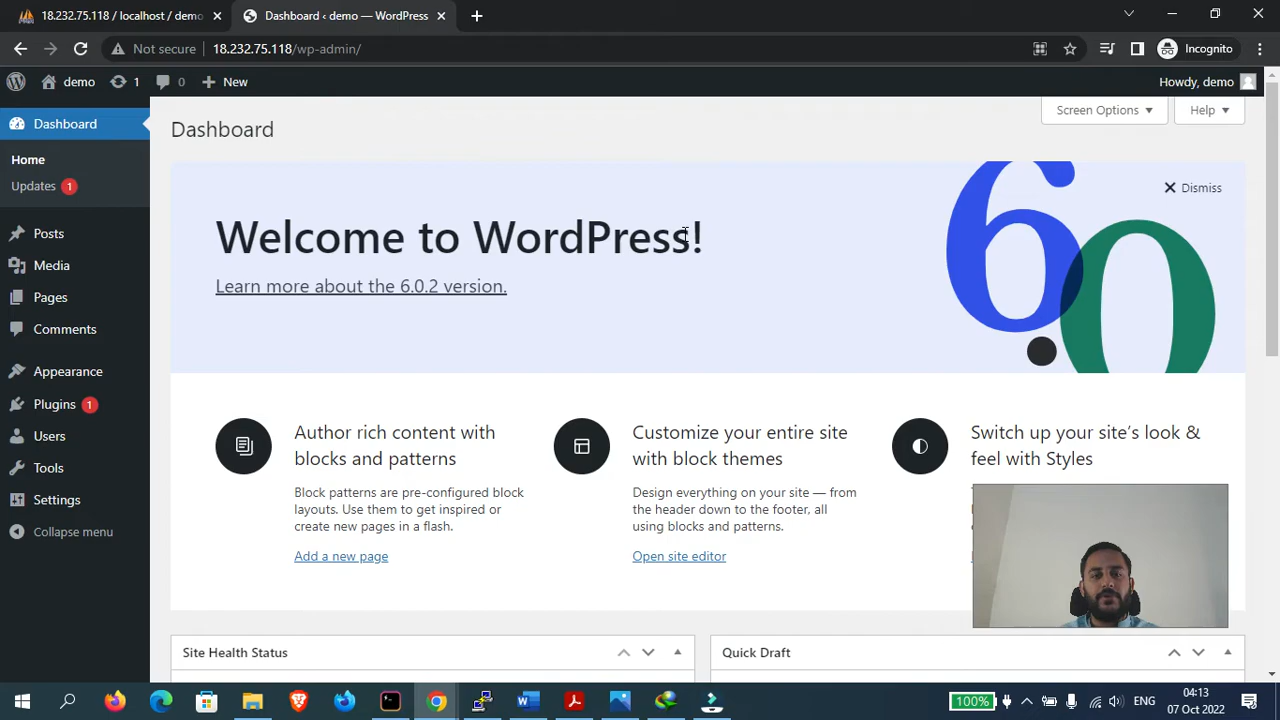 18.232.75.118 / localhost / demo
Dashboard ‹ demo — WordPress
Not secure
18.232.75.118/wp-admin/
Incognito
demo
1
0
New
Howdy, demo
Dashboard
Home
Updates 1
Posts
Media
Pages
Comments
Appearance
Plugins 1
Users
Tools
Settings
Collapse menu
Screen Options
Help
Dashboard
Dismiss
Welcome to WordPress!
Learn more about the 6.0.2 version.
6.0
Author rich content with
blocks and patterns
Block patterns are pre-configured block
layouts. Use them to get inspired or
create new pages in a flash.
Add a new page
Customize your entire site
with block themes
Design everything on your site — from
the header down to the footer, all
using blocks and patterns.
Open site editor
Switch up your site’s look &
feel with Styles
Site Health Status
Quick Draft
100%
ENG
04:13
07 Oct 2022